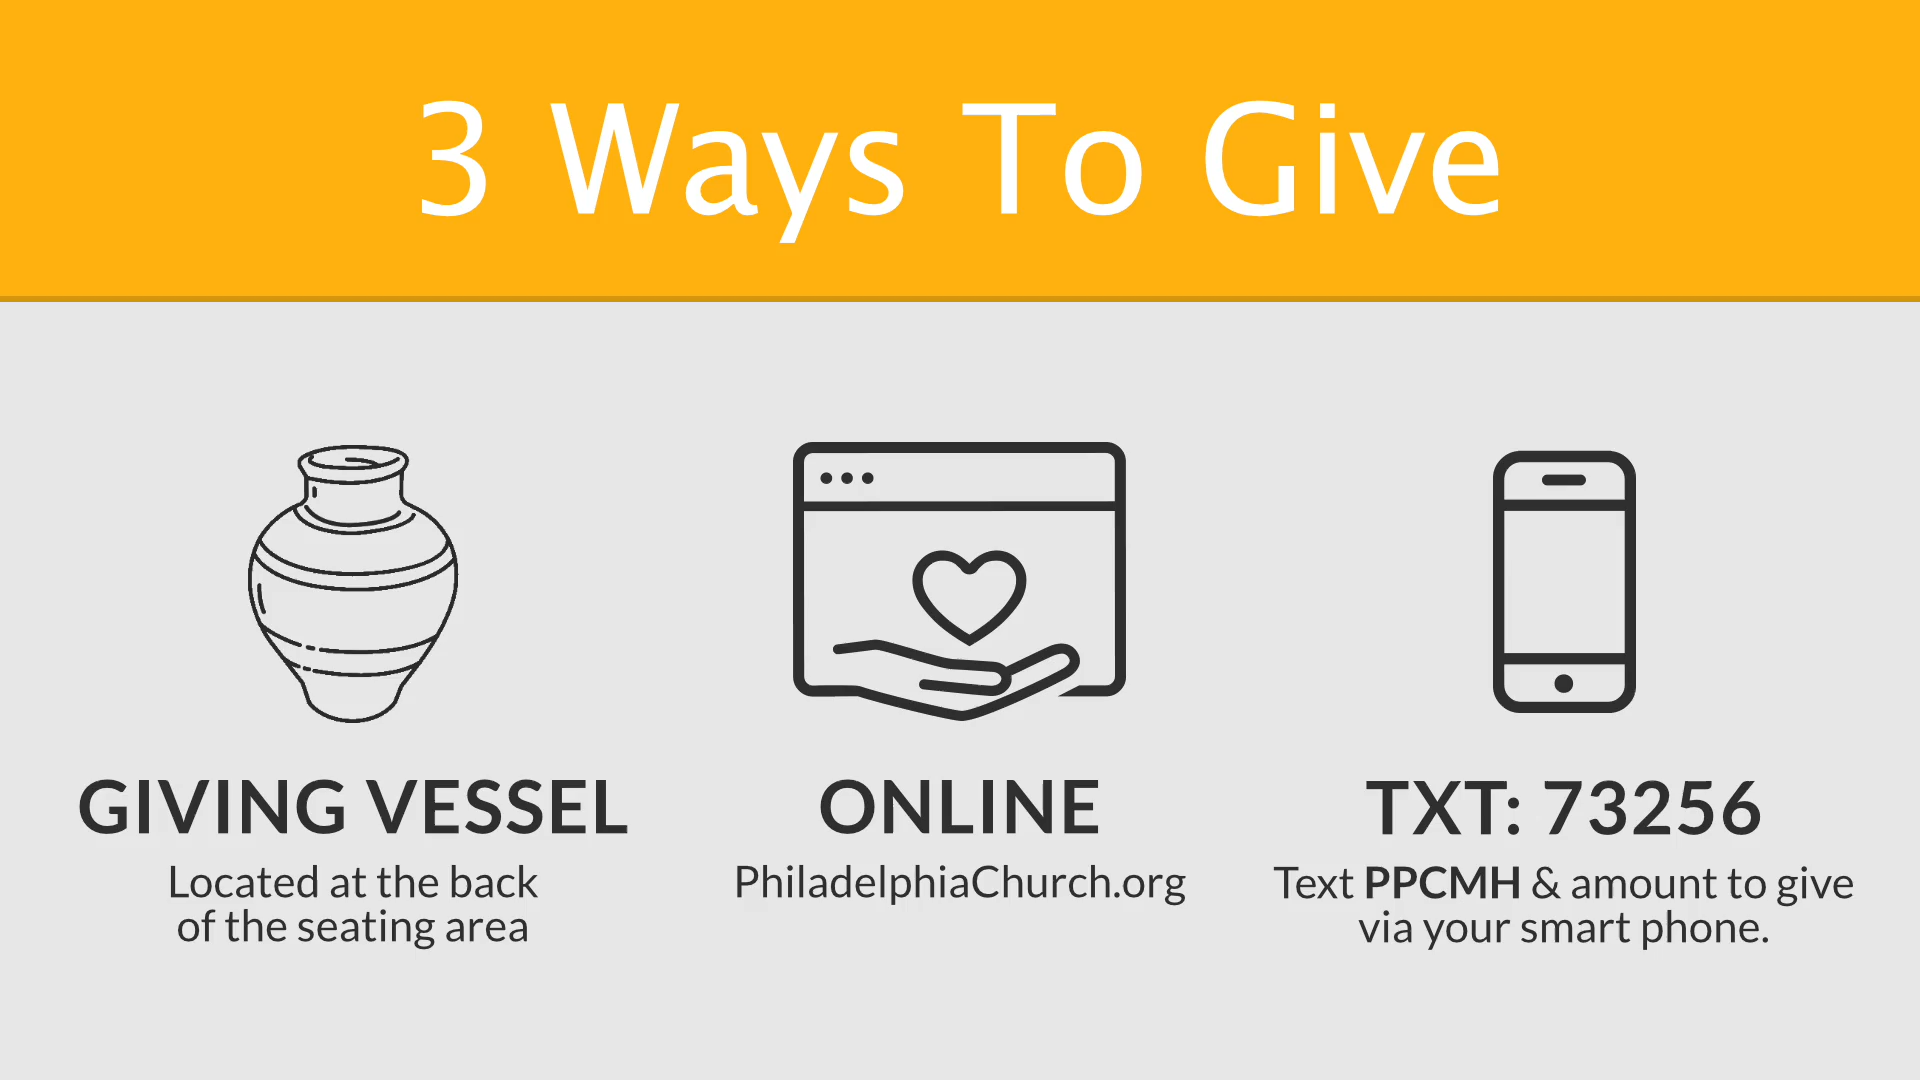 3 Ways To Give
GIVING VESSEL
Located at the back
of the seating area
ONLINE
PhiladelphiaChurch.org
TXT: 73256
Text PPCMH & amount to give
via your smart phone.